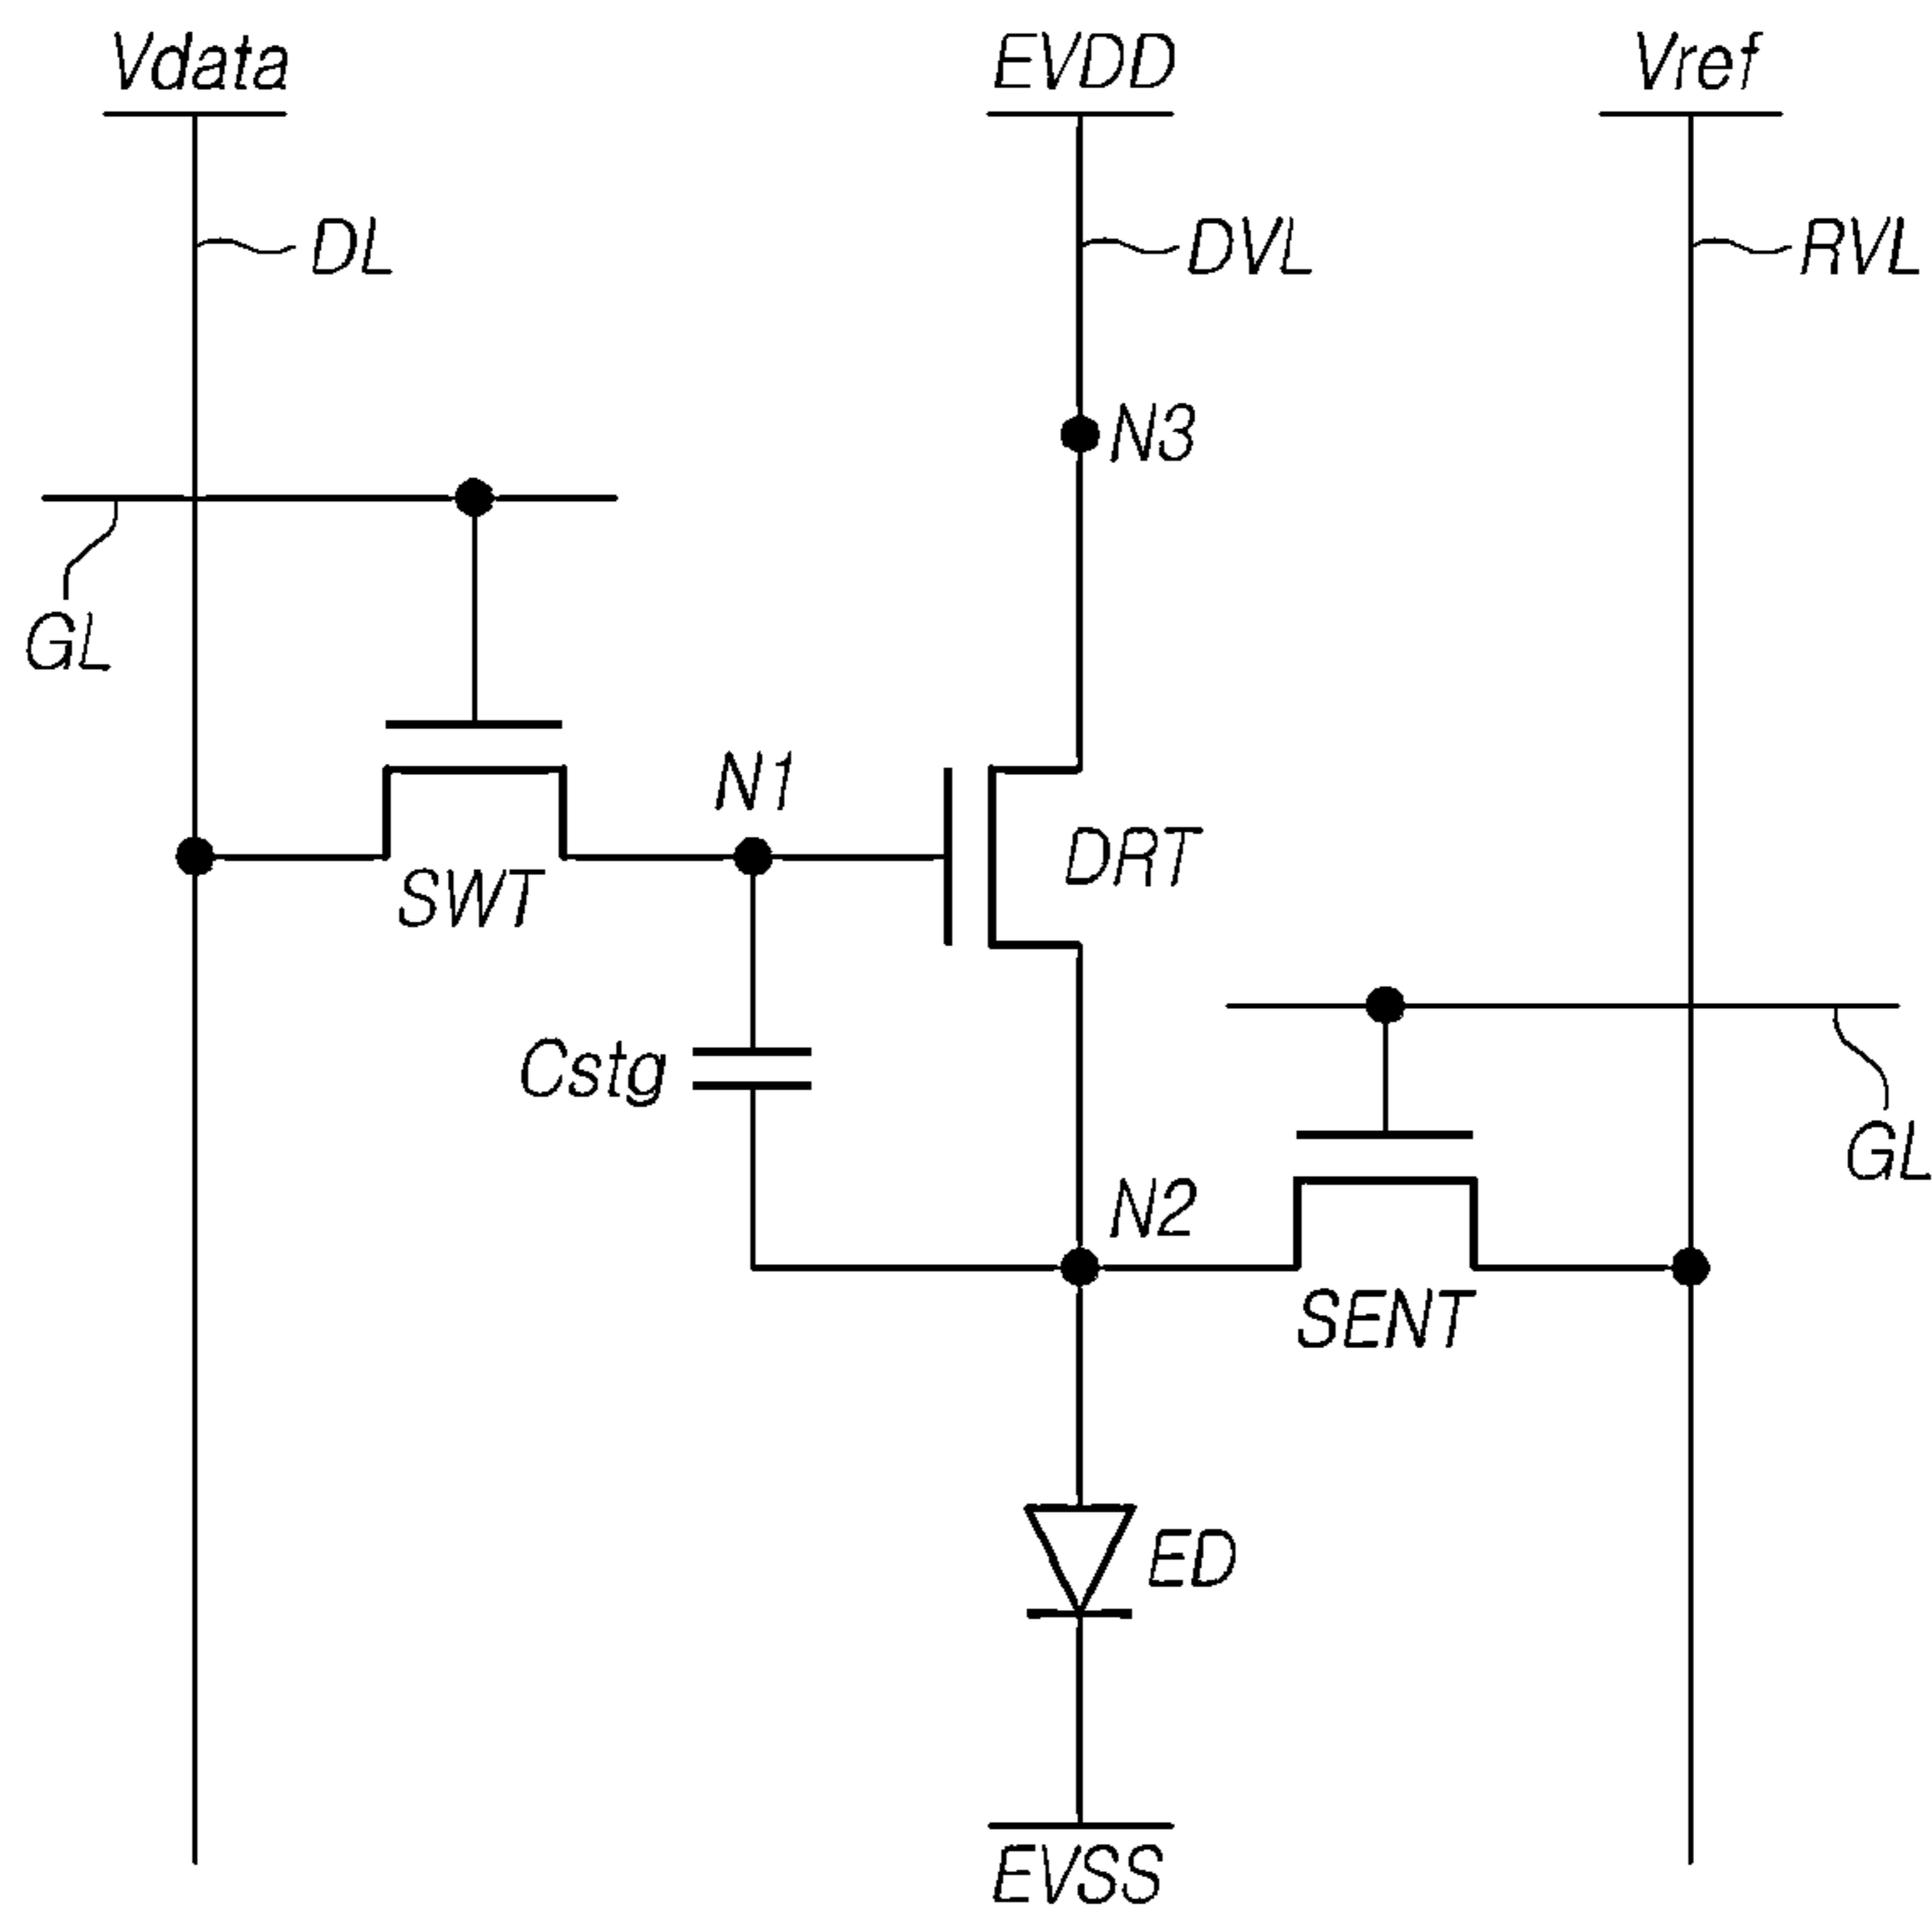 Vdata
EVDD
Vref
DL
DVL
RVL
N3
GL
N1
DRT
SWT
Cstg
GL
N2
SENT
ED
EVSS